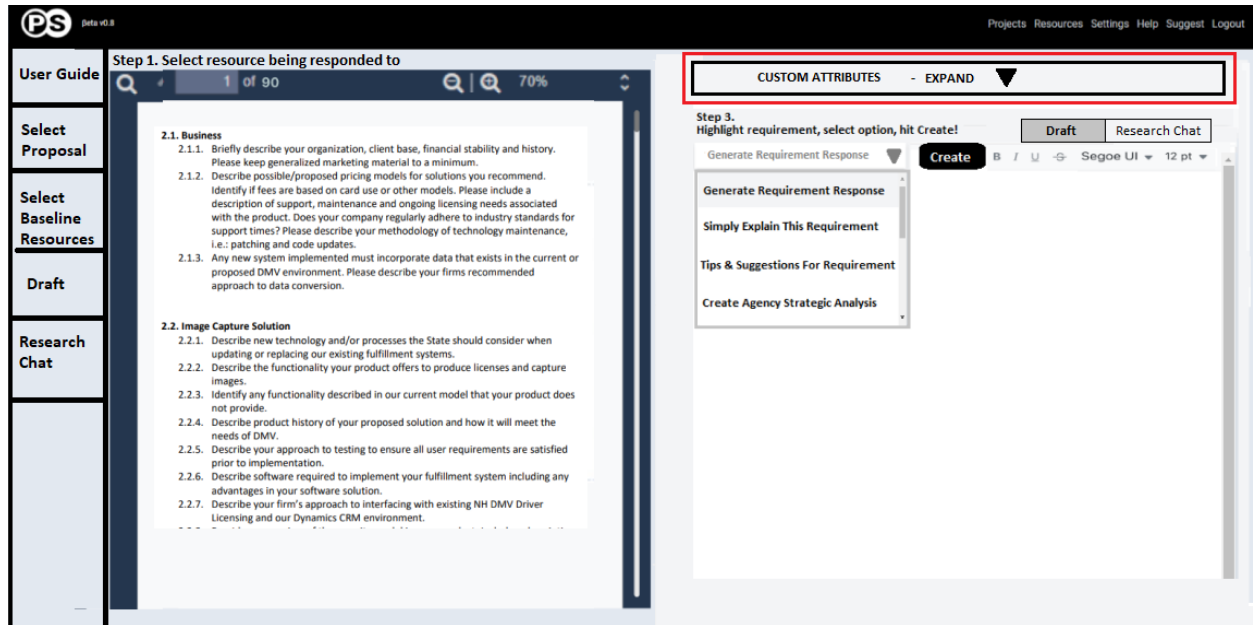 PS
βeta v0.8
Projects Resources Settings Help Suggest Logout
User Guide
Select
Proposal
Select
Baseline
Resources
Draft
Research
Chat
Step 1. Select resource being responded to
1 of 90
70%
2.1. Business
2.1.1. Briefly describe your organization, client base, financial stability and history.
Please keep generalized marketing material to a minimum.
2.1.2. Describe possible/proposed pricing models for solutions you recommend.
Identify if fees are based on card use or other models. Please include a
description of support, maintenance and ongoing licensing needs associated
with the product. Does your company regularly adhere to industry standards for
support times? Please describe your methodology of technology maintenance,
i.e.: patching and code updates.
2.1.3. Any new system implemented must incorporate data that exists in the current or
proposed DMV environment. Please describe your firms recommended
approach to data conversion.
2.2. Image Capture Solution
2.2.1. Describe new technology and/or processes the State should consider when
updating or replacing our existing fulfillment systems.
2.2.2. Describe the functionality your product offers to produce licenses and capture
images.
2.2.3. Identify any functionality described in our current model that your product does
not provide.
2.2.4. Describe product history of your proposed solution and how it will meet the
needs of DMV.
2.2.5. Describe your approach to testing to ensure all user requirements are satisfied
prior to implementation.
2.2.6. Describe software required to implement your fulfillment system including any
advantages in your software solution.
2.2.7. Describe your firm's approach to interfacing with existing NH DMV Driver
Licensing and our Dynamics CRM environment.
CUSTOM ATTRIBUTES - EXPAND
Step 3.
Highlight requirement, select option, hit Create!
Draft Research Chat
Generate Requirement Response
Create
B I U S Segoe UI 12 pt
Generate Requirement Response
Simply Explain This Requirement
Tips & Suggestions For Requirement
Create Agency Strategic Analysis